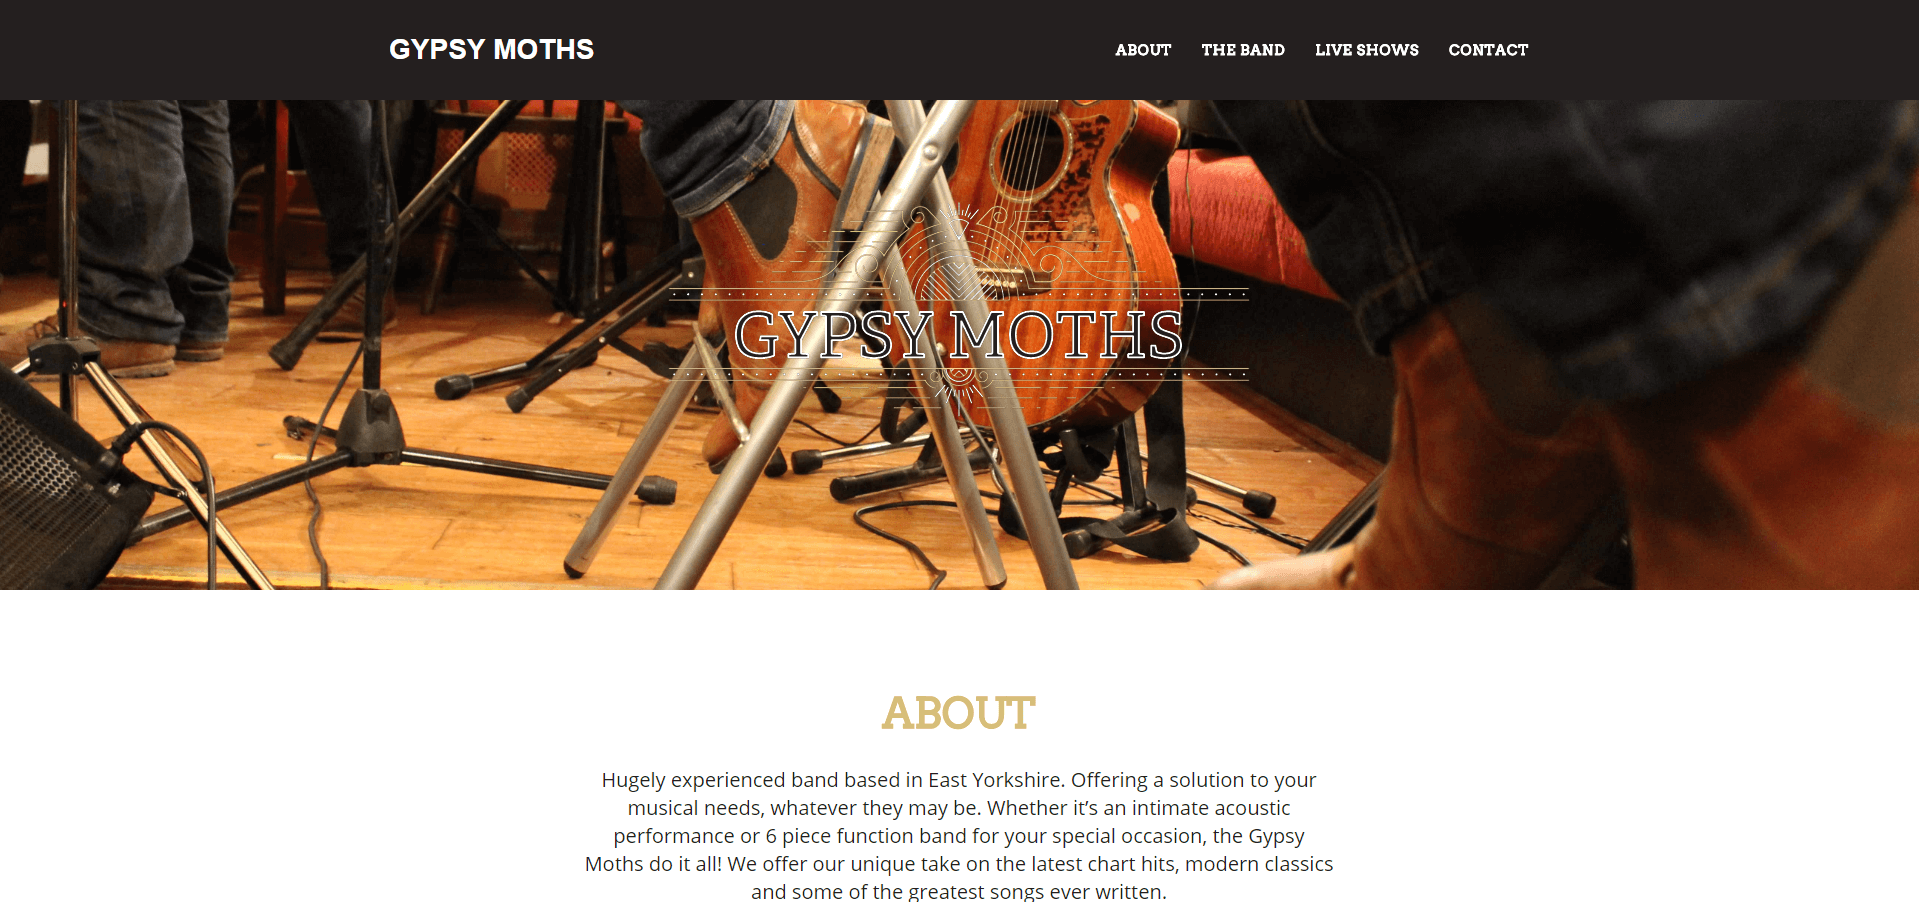 GYPSY MOTHS
ABOUT THE BAND LIVE SHOWS CONTACT
GYPSY MOTHS
ABOUT
Hugely experienced band based in East Yorkshire. Offering a solution to your
musical needs, whatever they may be. Whether it’s an intimate acoustic
performance or 6 piece function band for your special occasion, the Gypsy
Moths do it all! We offer our unique take on the latest chart hits, modern classics
and some of the greatest songs ever written.